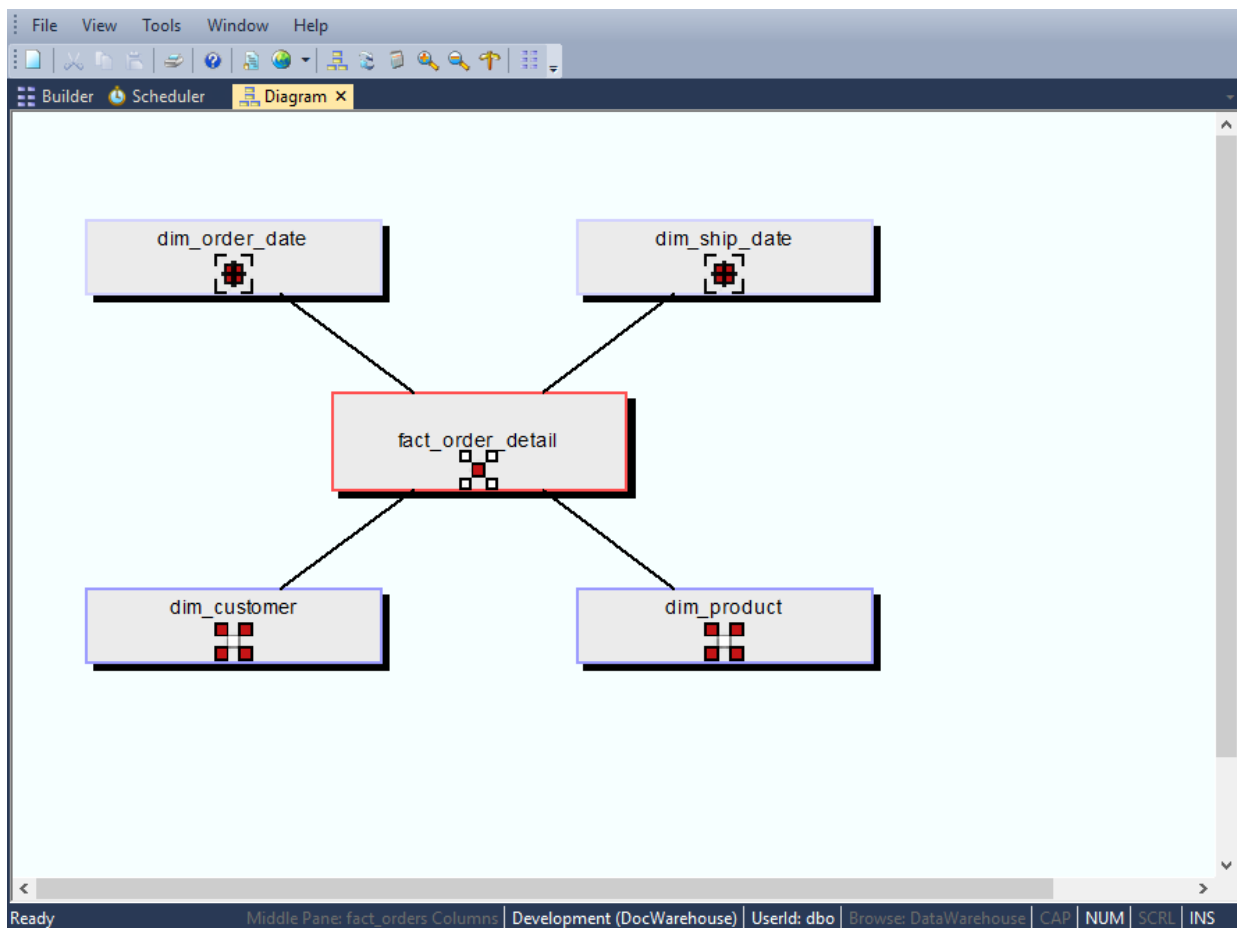 File View Tools Window Help
Builder Scheduler Diagram
dim_order_date dim_ship_date
fact_order_detail
dim_customer dim_product
Ready Middle Pane: fact_orders Columns Development (DocWarehouse) UserId: dbo Browse: DataWarehouse CAP NUM SCRL INS